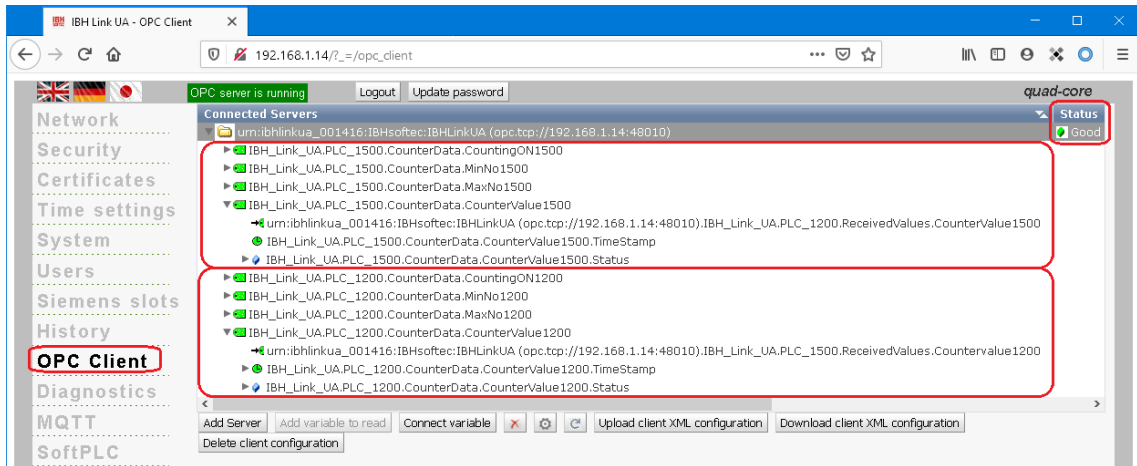 IBH Link UA - OPC Client
192.168.1.14/?_=/opc_client
OPC server is running Logout Update password quad-core
Network
Security
Certificates
Time settings
System
Users
Siemens slots
History
OPC Client
Diagnostics
MQTT
SoftPLC
Connected Servers Status
urn:ibhlinkua_001416:IBHsoftec:IBHLinkUA (opc.tcp://192.168.1.14:48010) Good
IBH_Link_UA.PLC_1500.CounterData.CountingON1500
IBH_Link_UA.PLC_1500.CounterData.MinNo1500
IBH_Link_UA.PLC_1500.CounterData.MaxNo1500
IBH_Link_UA.PLC_1500.CounterData.CounterValue1500
urn:ibhlinkua_001416:IBHsoftec:IBHLinkUA (opc.tcp://192.168.1.14:48010).IBH_Link_UA.PLC_1200.ReceivedValues.CounterValue1500
IBH_Link_UA.PLC_1500.CounterData.CounterValue1500.TimeStamp
IBH_Link_UA.PLC_1500.CounterData.CounterValue1500.Status
IBH_Link_UA.PLC_1200.CounterData.CountingON1200
IBH_Link_UA.PLC_1200.CounterData.MinNo1200
IBH_Link_UA.PLC_1200.CounterData.MaxNo1200
IBH_Link_UA.PLC_1200.CounterData.CounterValue1200
urn:ibhlinkua_001416:IBHsoftec:IBHLinkUA (opc.tcp://192.168.1.14:48010).IBH_Link_UA.PLC_1500.ReceivedValues.Countervalue1200
IBH_Link_UA.PLC_1200.CounterData.CounterValue1200.TimeStamp
IBH_Link_UA.PLC_1200.CounterData.CounterValue1200.Status
Add Server Add variable to read Connect variable Upload client XML configuration Download client XML configuration
Delete client configuration